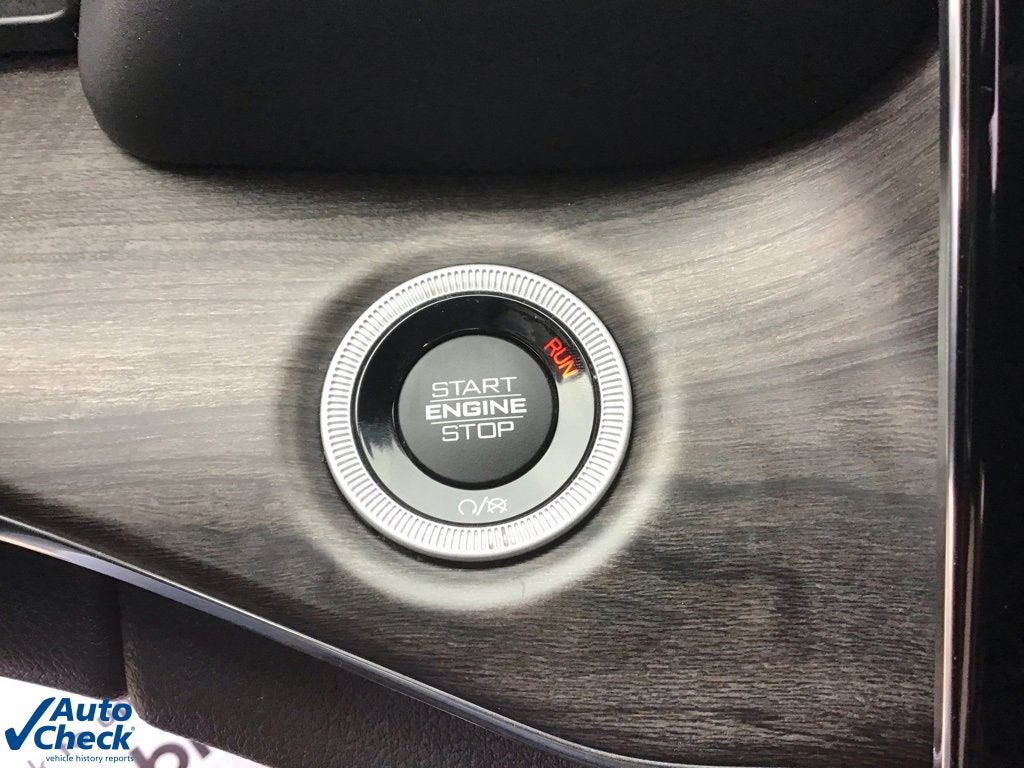 RUN
START
ENGINE
STOP
Auto
Check
vehicle history reports